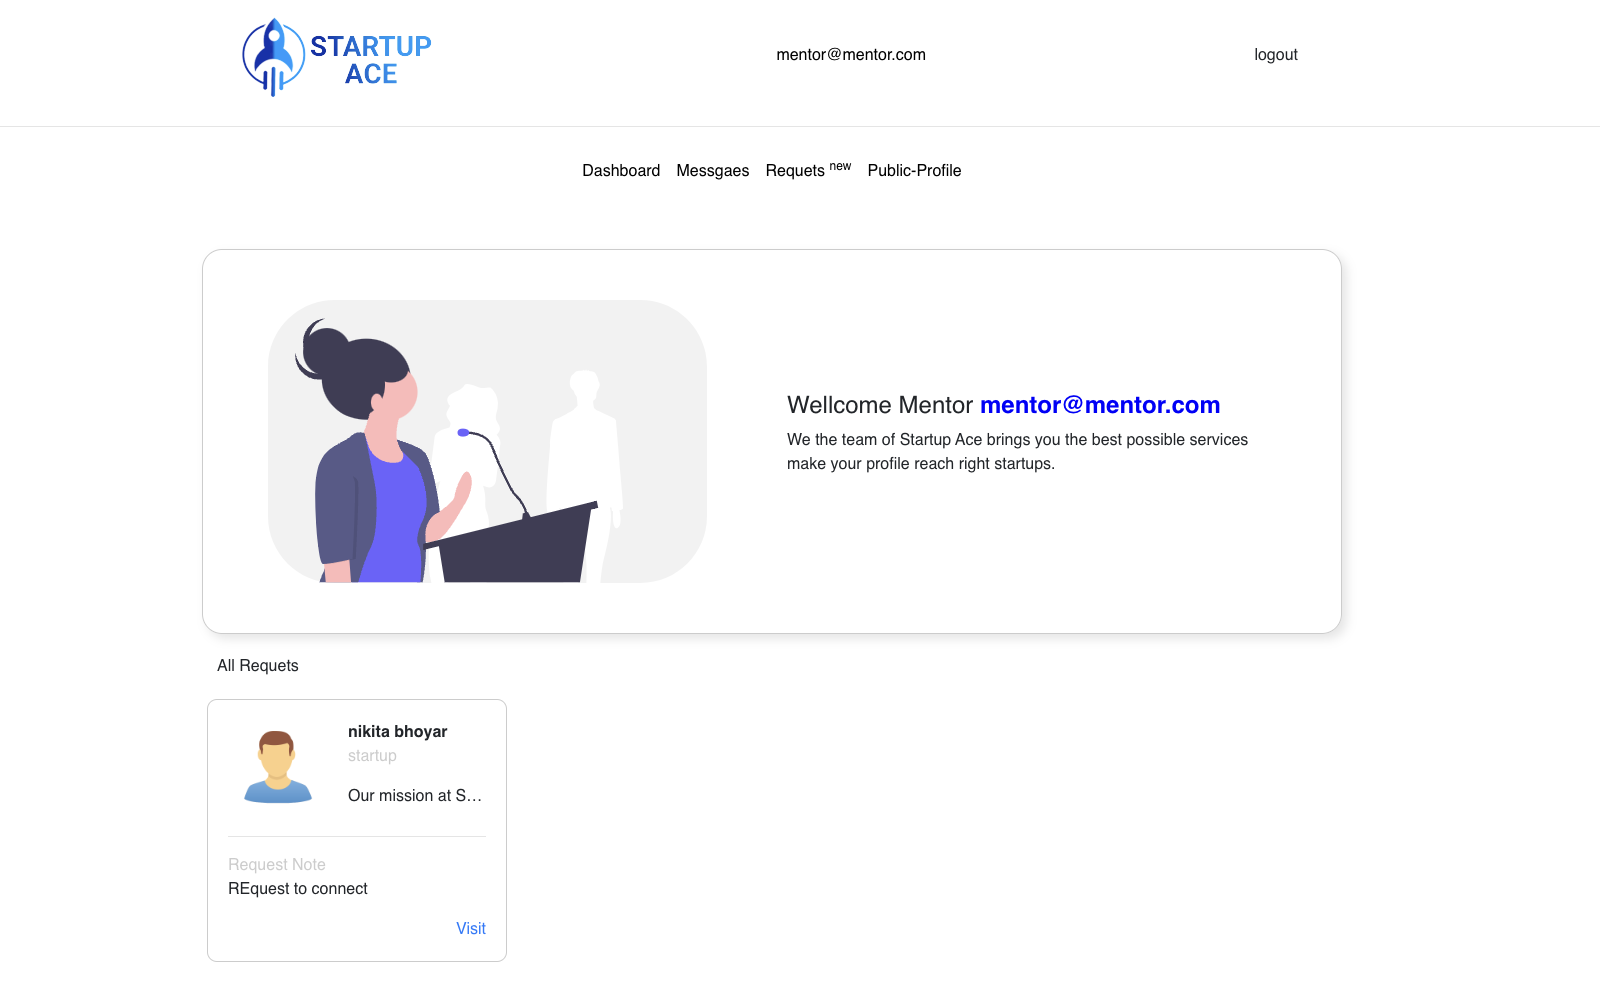 STARTUP
ACE
mentor@mentor.com
logout
Dashboard Messgaes Requets new Public-Profile
Wellcome Mentor mentor@mentor.com
We the team of Startup Ace brings you the best possible services
make your profile reach right startups.
All Requets
nikita bhoyar
startup
Our mission at S...
Request Note
REquest to connect
Visit